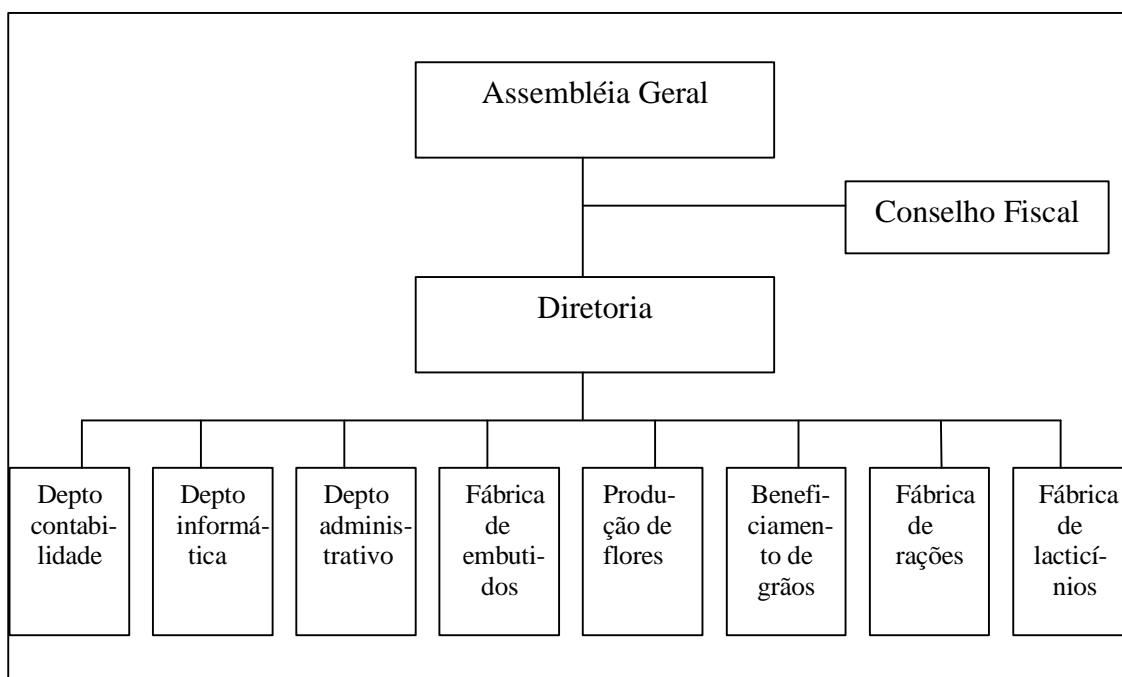 Assembléia Geral
Conselho Fiscal
Diretoria
Depto
contabi-
lidade
Depto
informá-
tica
Depto
adminis-
trativo
Fábrica
de
embuti-
dos
Produ-
ção de
flores
Benefi-
ciamento
to de
grãos
Fábrica
de
rações
Fábrica
de
lacticí-
nios